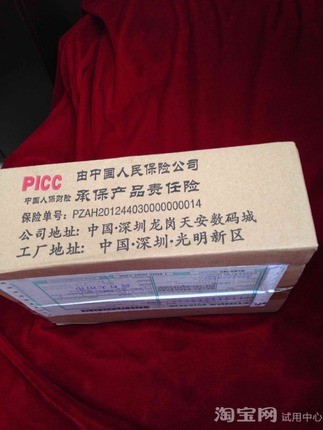 PICC
由中国人民保险公司
中国人保财险
承保产品责任险
保险单号：PZAH201244030000000014
公司地址：中国·深圳龙岗天安数码城
工厂地址：中国·深圳·光明新区
淘宝网 试用中心